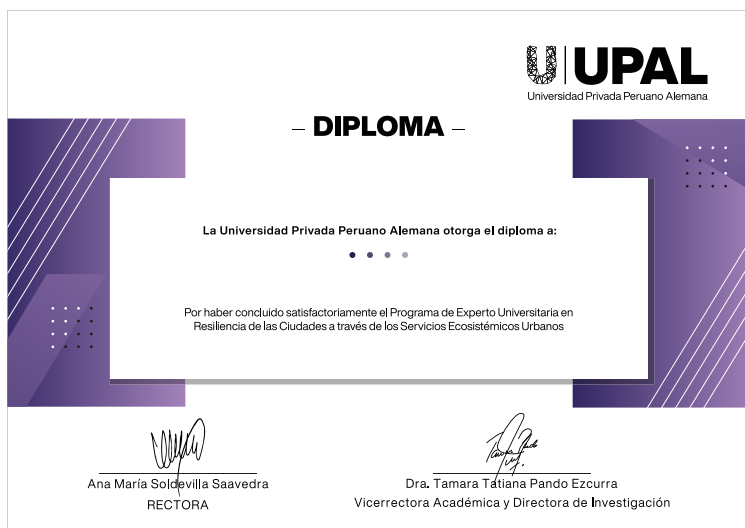 UPAL
Universidad Privada Peruano Alemana
– DIPLOMA –
La Universidad Privada Peruano Alemana otorga el diploma a:
Por haber concluido satisfactoriamente el Programa de Experto Universitaria en
Resiliencia de las Ciudades a través de los Servicios Ecosistémicos Urbanos
Ana María Soldevilla Saavedra
RECTORA
Dra. Tamara Tatiana Pando Ezcurra
Vicerrectora Académica y Directora de Investigación